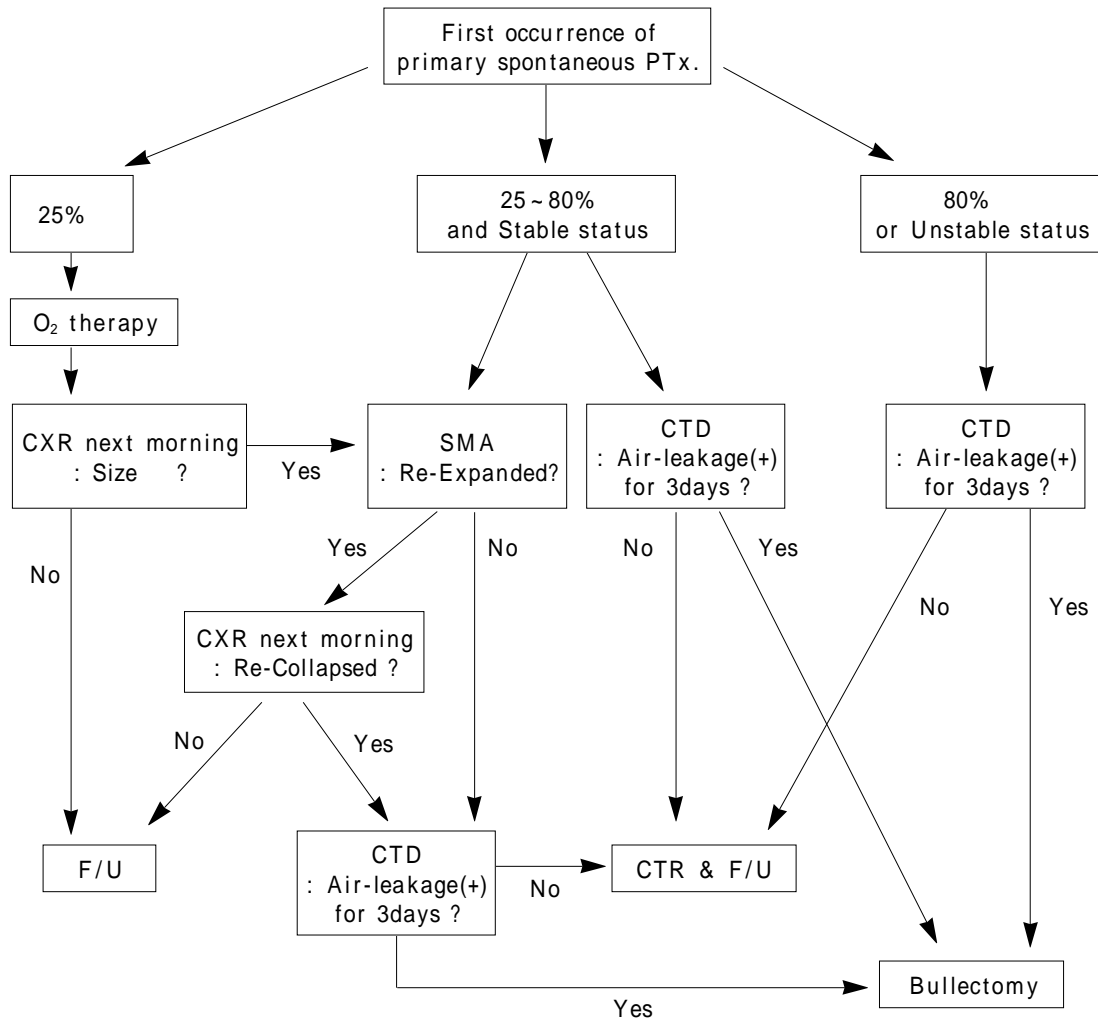 First occurrence of
primary spontaneous PTx.
25%
25~80%
and Stable status
80%
or Unstable status
O₂ therapy
CXR next morning
: Size ?
Yes
SMA
: Re-Expanded?
CTD
: Air-leakage(+)
for 3days ?
CTD
: Air-leakage(+)
for 3days ?
No
Yes
No
No
Yes
No
Yes
CXR next morning
: Re-Collapsed ?
No
Yes
F/U
CTD
: Air-leakage(+)
for 3days ?
No
CTR & F/U
Yes
Bullectomy